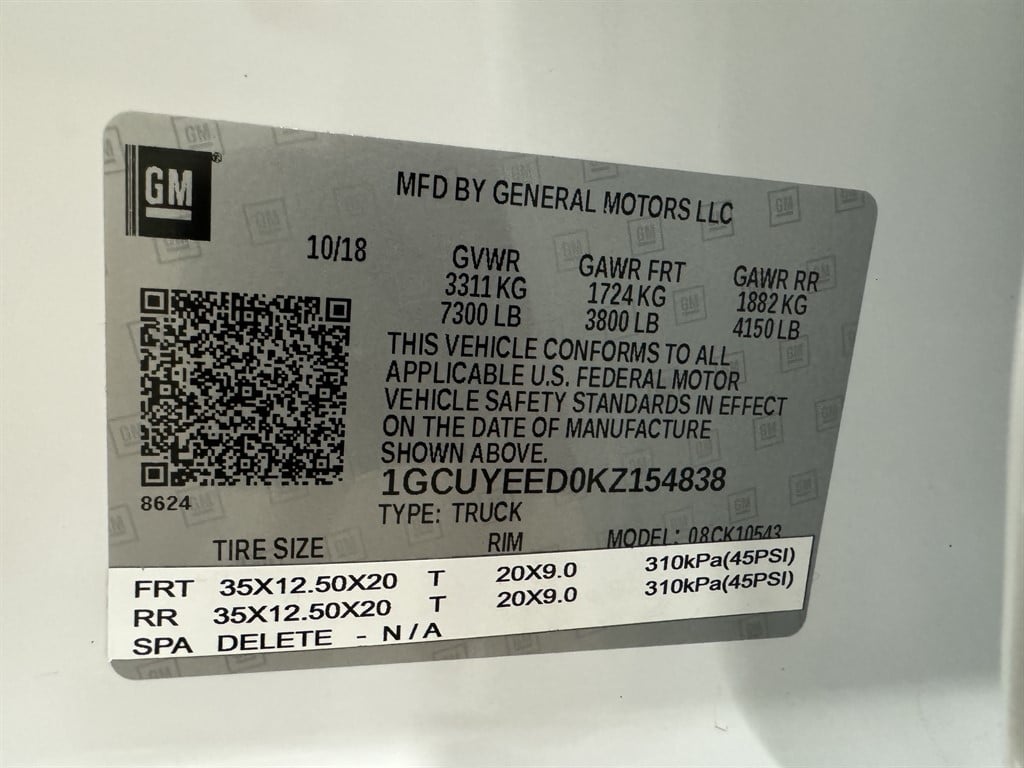 GM
MFD BY GENERAL MOTORS LLC
10/18
GVWR GAWR FRT GAWR RR
3311 KG 1724 KG 1882 KG
7300 LB 3800 LB 4150 LB
THIS VEHICLE CONFORMS TO ALL
APPLICABLE U.S. FEDERAL MOTOR
VEHICLE SAFETY STANDARDS IN EFFECT
ON THE DATE OF MANUFACTURE
SHOWN ABOVE.
8624
1GCUYEED0KZ154838
TYPE: TRUCK
MODEL: 08CK10543
TIRE SIZE RIM
FRT 35X12.50X20 T 20X9.0 310kPa(45PSI)
RR 35X12.50X20 T 20X9.0 310kPa(45PSI)
SPA DELETE - N/A